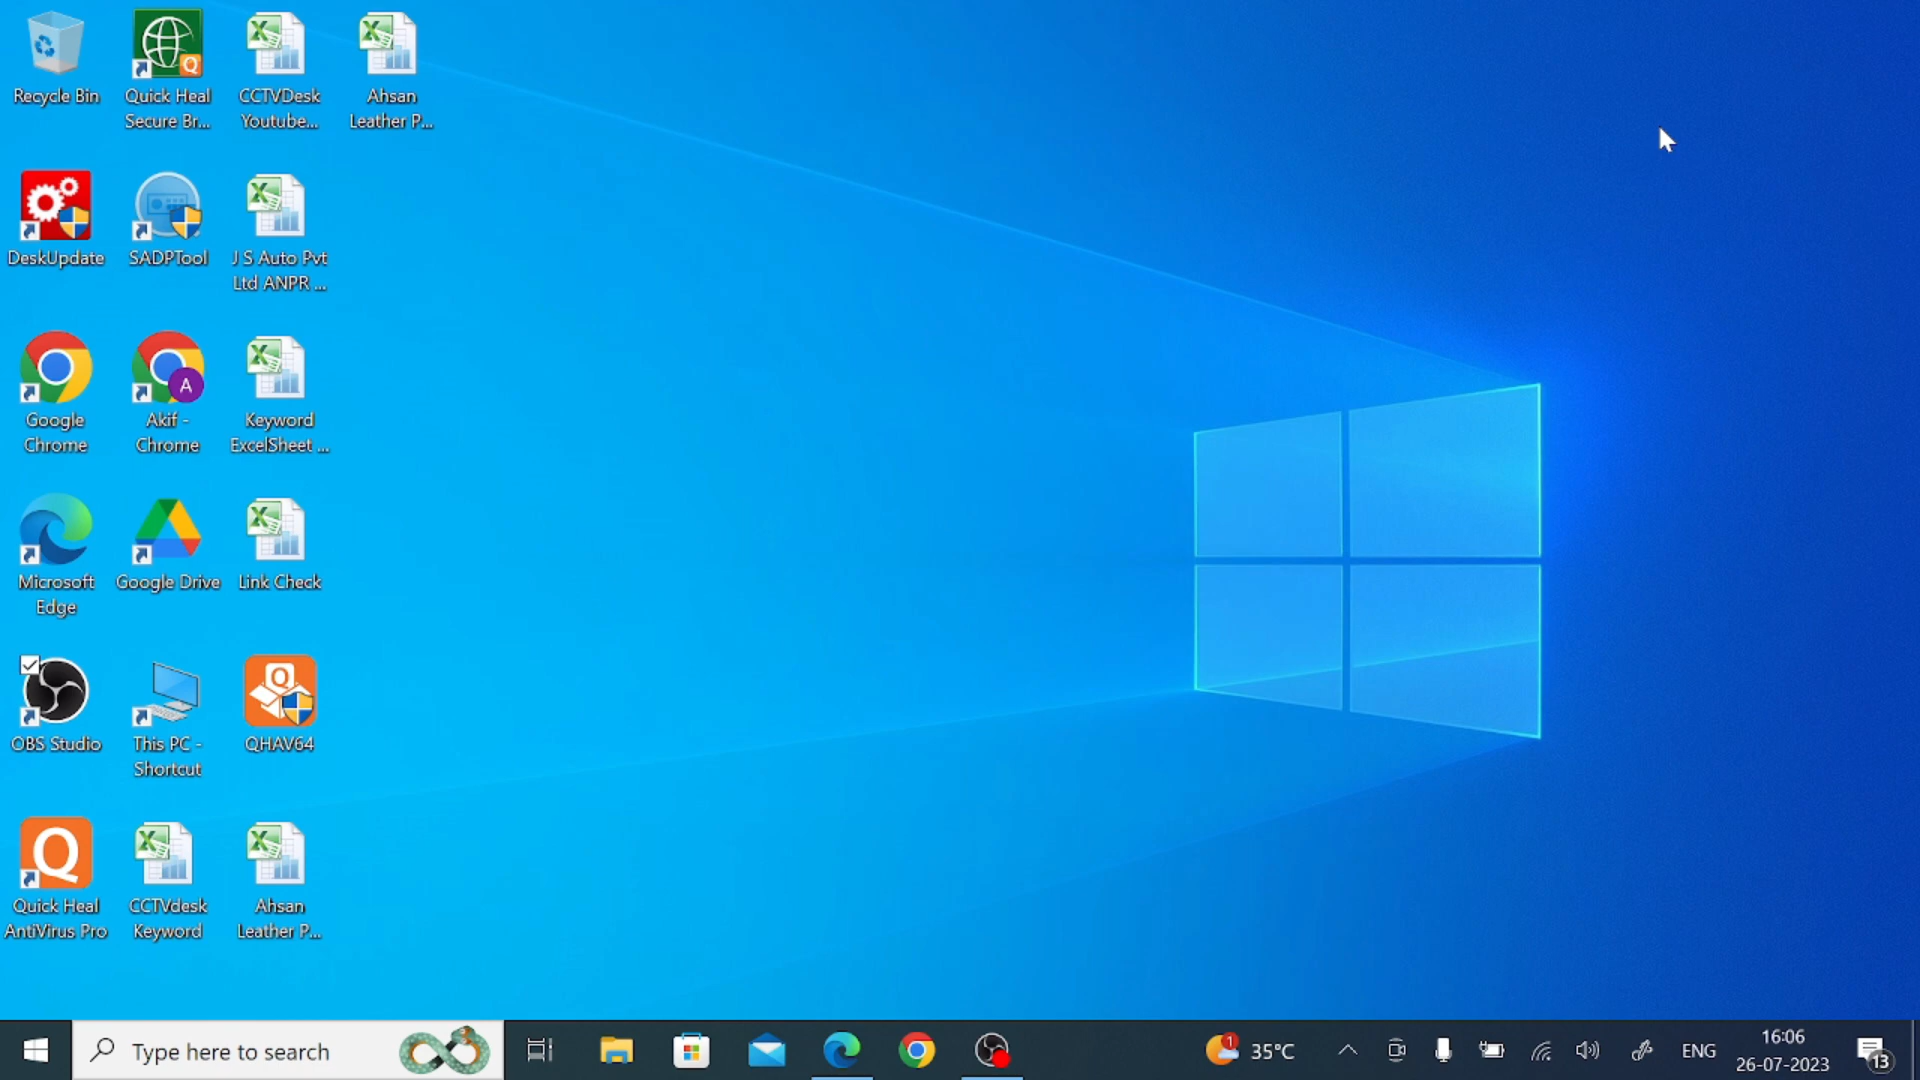 Recycle Bin
Quick Heal
Secure Br...
CCTVDesk
Youtube...
Ahsan
Leather P...
DeskUpdate
SADPTool
J S Auto Pvt
Ltd ANPR ...
Google
Chrome
A
Akif -
Chrome
Keyword
ExcelSheet ...
Microsoft
Edge
Google Drive
Link Check
OBS Studio
This PC -
Shortcut
QHAV64
Quick Heal
AntiVirus Pro
CCTVdesk
Keyword
Ahsan
Leather P...
Type here to search
1
35°C
ENG
16:06
26-07-2023
13